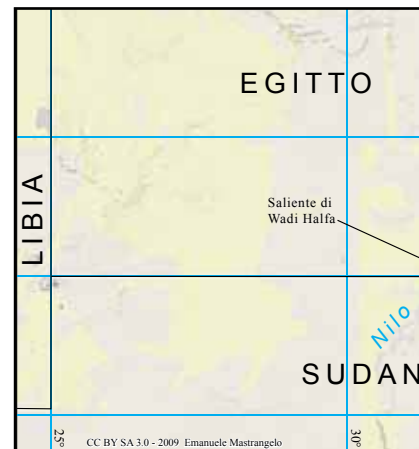 EGITTO
LIBIA
Saliente di
Wadi Halfa
Nilo
SUDAN
25°
30°
CC BY SA 3.0 - 2009 Emanuele Mastrangelo